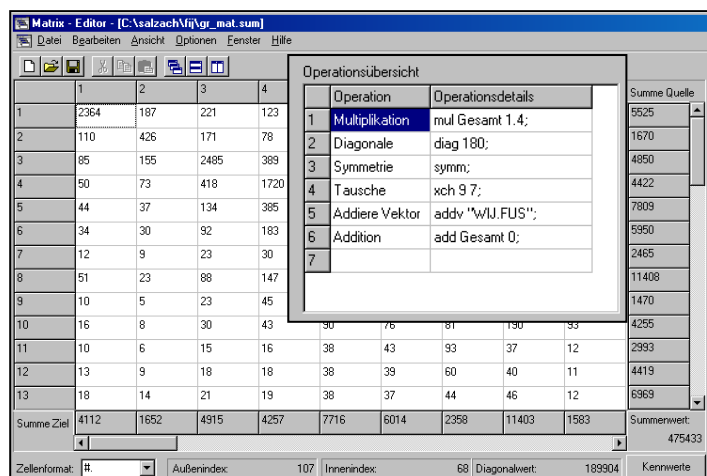 Matrix - Editor - [C:\salzach\fij\gr_mat.sum]
Datei Bearbeiten Ansicht Optionen Fenster Hilfe
Operationsübersicht
Operation Operationsdetails
1 Multiplikation mul Gesamt 1.4;
2 Diagonale diag 180;
3 Symmetrie symm;
4 Tausche xch 9 7;
5 Addiere Vektor addv "WIJ.FUS";
6 Addition add Gesamt 0;
7
1 2 3 4 Summe Quelle
1 2364 187 221 123 5525
2 110 426 171 78 1670
3 85 155 2485 389 4850
4 50 73 418 1720 4422
5 44 37 134 385 7809
6 34 30 92 183 5950
7 12 9 23 30 2465
8 51 23 88 147 11408
9 10 5 23 45 1470
10 16 8 30 43 90 76 81 190 93 4255
11 10 6 15 16 38 43 93 37 12 2993
12 13 9 18 18 38 39 60 40 11 4419
13 18 14 21 19 38 37 44 46 12 6969
Summe Ziel 4112 1652 4915 4257 7716 6014 2358 11403 1583 Summenwert:
475433
Zellenformat: #. Außenindex: 107 Innenindex: 68 Diagonalwert: 189904 Kennwerte